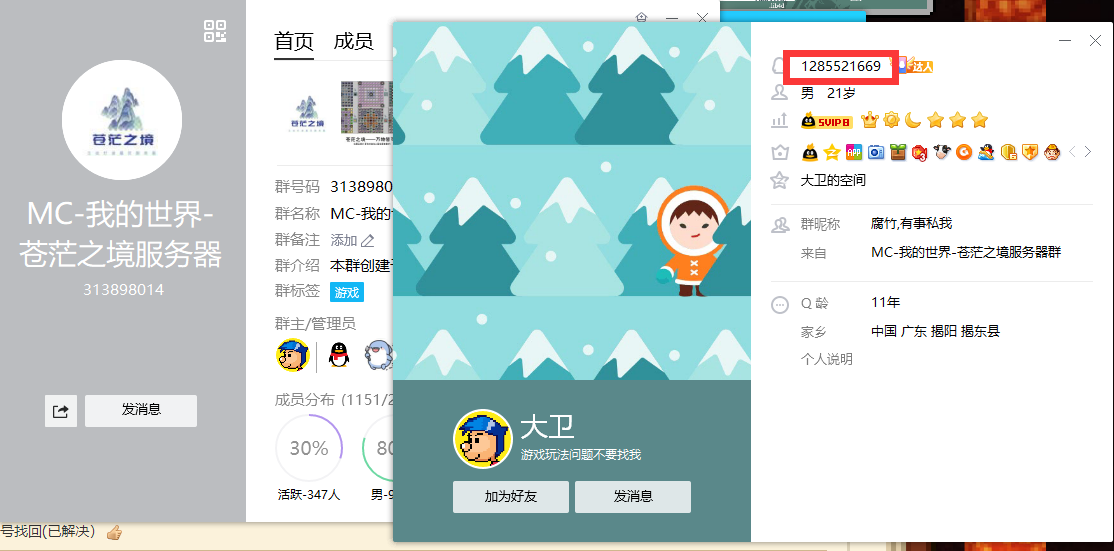 苍茫之境
MC-我的世界-
苍茫之境服务器
313898014
发消息
首页 成员
苍茫之境
群号码 3138980
群名称 MC-我的
群备注 添加
群介绍 本群创建
群标签 游戏
群主/管理员
成员分布 (1151/2
30%
80
活跃-347人
男-9
号找回(已解决)
大卫
游戏玩法问题不要找我
加为好友 发消息
1285521669 达人
男 21岁
SVIP8
APP
3
大卫的空间
群昵称 腐竹,有事私我
来自 MC-我的世界-苍茫之境服务器群
Q 龄 11年
家乡 中国 广东 揭阳 揭东县
个人说明